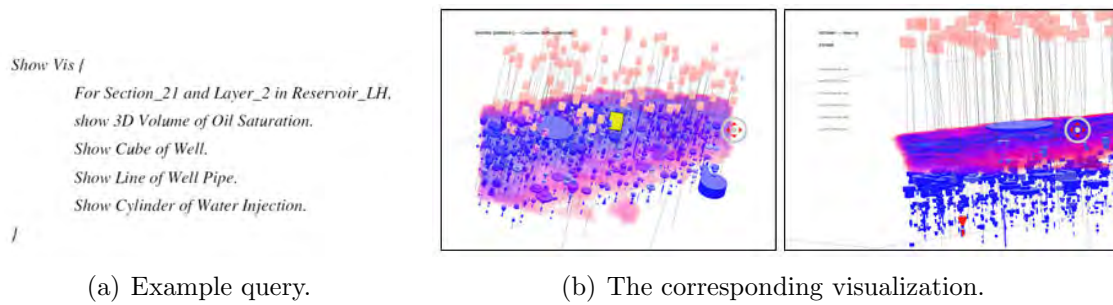 Show Vis {
For Section_21 and Layer_2 in Reservoir_LH,
show 3D Volume of Oil Saturation.
Show Cube of Well.
Show Line of Well Pipe.
Show Cylinder of Water Injection.
}
(a) Example query.
(b) The corresponding visualization.